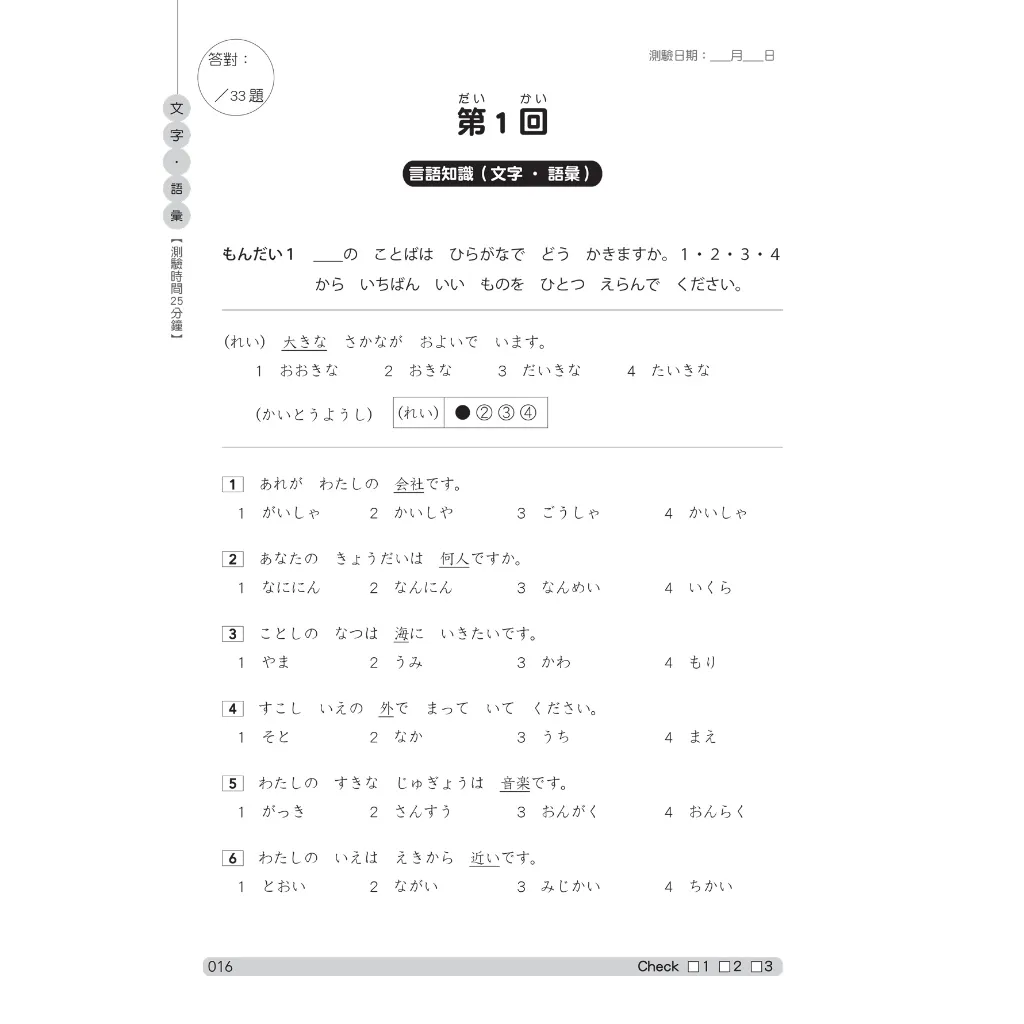 答對：
／33題
測驗日期：___月___日
だい かい
第1回
言語知識（文字・語彙）
文字・語彙
【測驗時間25分鐘】
もんだい1 ___の ことばは ひらがなで どう かきますか。1・2・3・4
から いちばん いい ものを ひとつ えらんで ください。
（れい） 大きな さかなが およいで います。
1 おおきな 2 おきな 3 だいきな 4 たいきな
（かいとうようし） （れい） ● ② ③ ④
1 あれが わたしの 会社です。
1 がいしゃ 2 かいしや 3 ごうしゃ 4 かいしゃ
2 あなたの きょうだいは 何人ですか。
1 なににん 2 なんにん 3 なんめい 4 いくら
3 ことしの なつは 海に いきたいです。
1 やま 2 うみ 3 かわ 4 もり
4 すこし いえの 外で まって いて ください。
1 そと 2 なか 3 うち 4 まえ
5 わたしの すきな じゅぎょうは 音楽です。
1 がっき 2 さんすう 3 おんがく 4 おんらく
6 わたしの いえは えきから 近いです。
1 とおい 2 ながい 3 みじかい 4 ちかい
016
Check □1 □2 □3